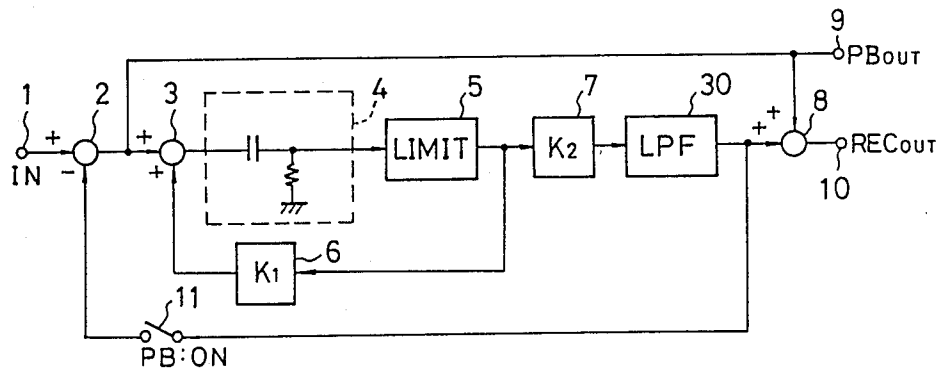 9
PBOUT
1
2
3
4
5
7
30
8
+
+
+
+
IN
-
+
LIMIT
K2
LPF
+
RECOUT
10
K1
6
11
PB:ON